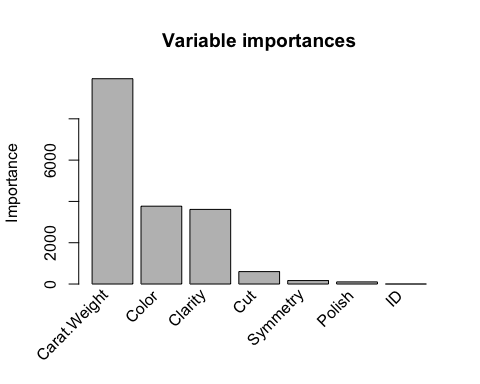 Variable importances
Importance
6000
2000
0
Carat.Weight
Color
Clarity
Cut
Symmetry
Polish
ID